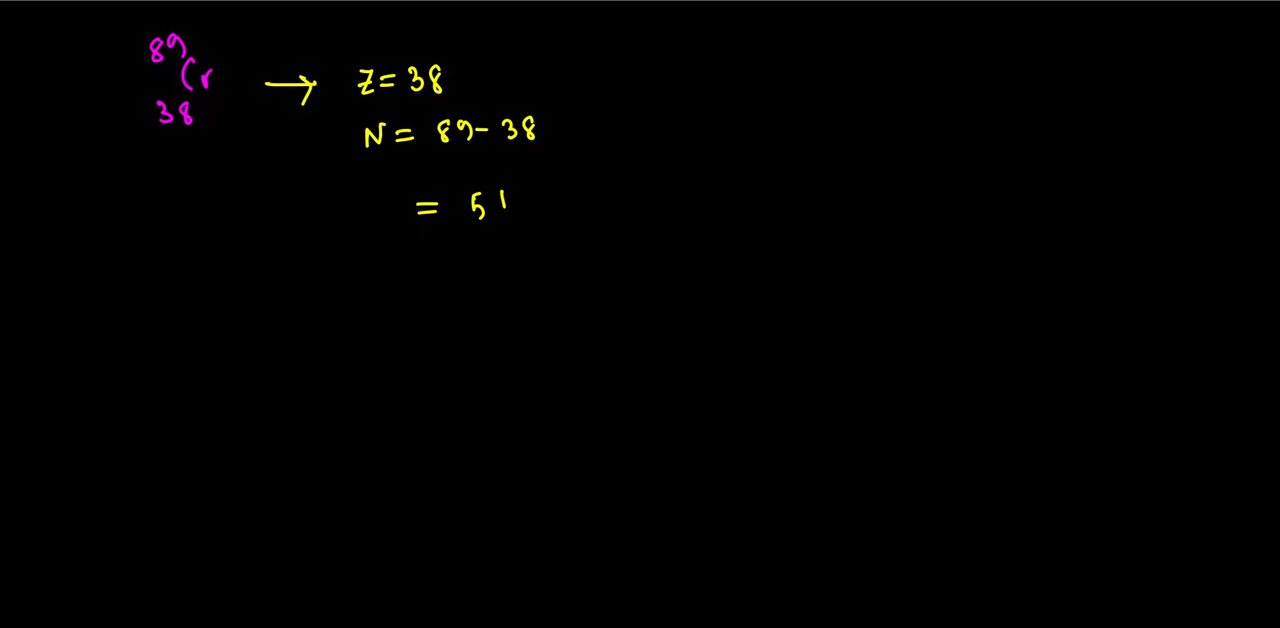 89
Cr → Z = 38
38
N = 89 - 38
= 51